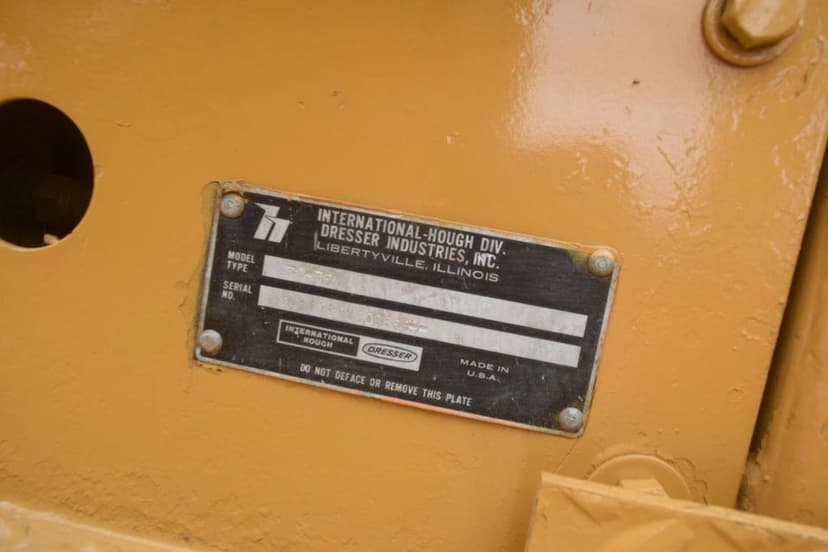 INTERNATIONAL-HOUGH DIV.
DRESSER INDUSTRIES, INC.
LIBERTYVILLE, ILLINOIS
MODEL
TYPE
SERIAL
NO.
INTERNATIONAL
HOUGH
DRESSER
MADE IN
U.S.A.
DO NOT DEFACE OR REMOVE THIS PLATE